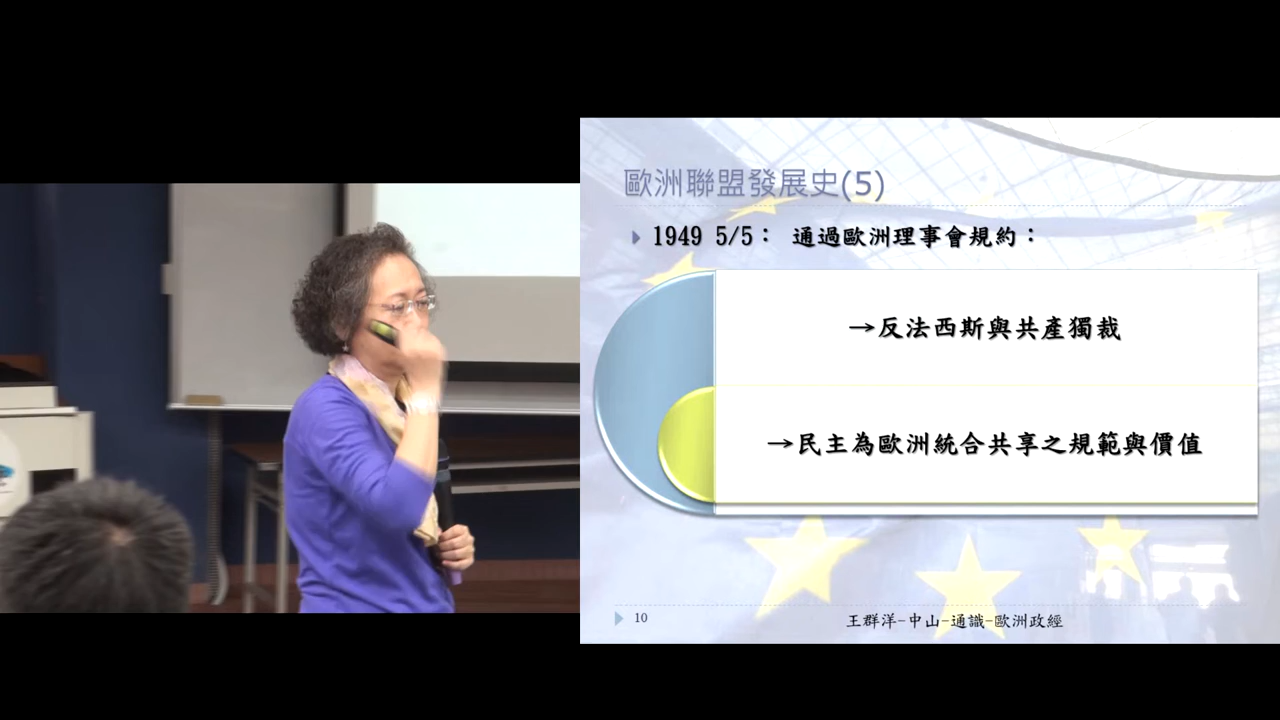 歐洲聯盟發展史(5)
1949 5/5： 通過歐洲理事會規約：
→反法西斯與共產獨裁
→民主為歐洲統合共享之規範與價值
10
王群洋-中山-通識-歐洲政經